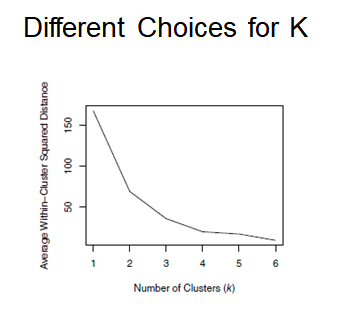 Different Choices for K
Average Within-Cluster Squared Distance
150
100
50
1 2 3 4 5 6
Number of Clusters (k)